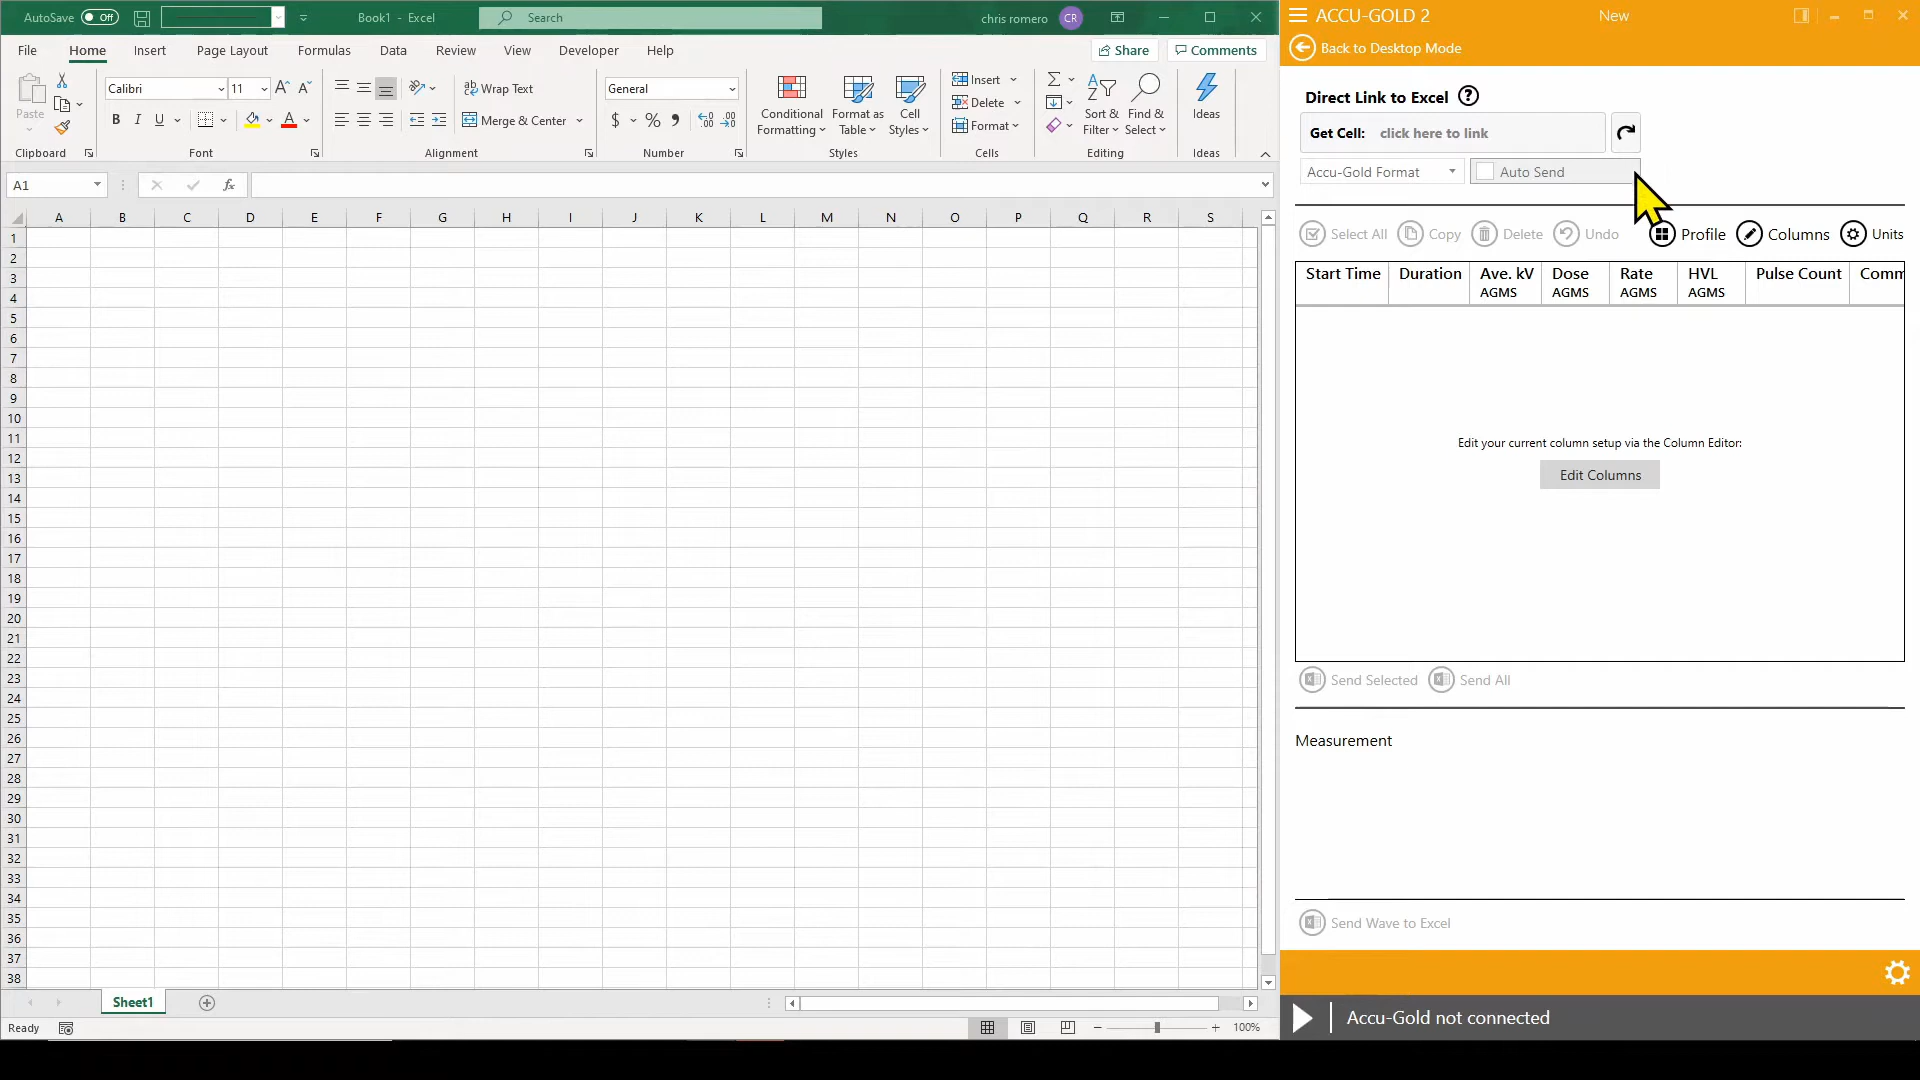 AutoSave Off Book1 - Excel Search chris romero CR
File Home Insert Page Layout Formulas Data Review View Developer Help Share Comments
Paste Calibri 11 A^ A˅ Wrap Text General Conditional Formatting Format as Table Cell Styles Insert Delete Format Sort & Filter Find & Select Ideas
B I U A Merge & Center $ % 9
Clipboard Font Alignment Number Styles Cells Editing Ideas
A1 fx
A B C D E F G H I J K L M N O P Q R S
1
2
3
4
5
6
7
8
9
10
11
12
13
14
15
16
17
18
19
20
21
22
23
24
25
26
27
28
29
30
31
32
33
34
35
36
37
38
Sheet1
Ready 100%
ACCU-GOLD 2 New
Back to Desktop Mode
Direct Link to Excel ?
Get Cell: click here to link
Accu-Gold Format Auto Send
Select All Copy Delete Undo Profile Columns Units
Start Time Duration Ave. kV Dose Rate HVL Pulse Count Comm
AGMS AGMS AGMS AGMS
Edit your current column setup via the Column Editor:
Edit Columns
Send Selected Send All
Measurement
Send Wave to Excel
Accu-Gold not connected